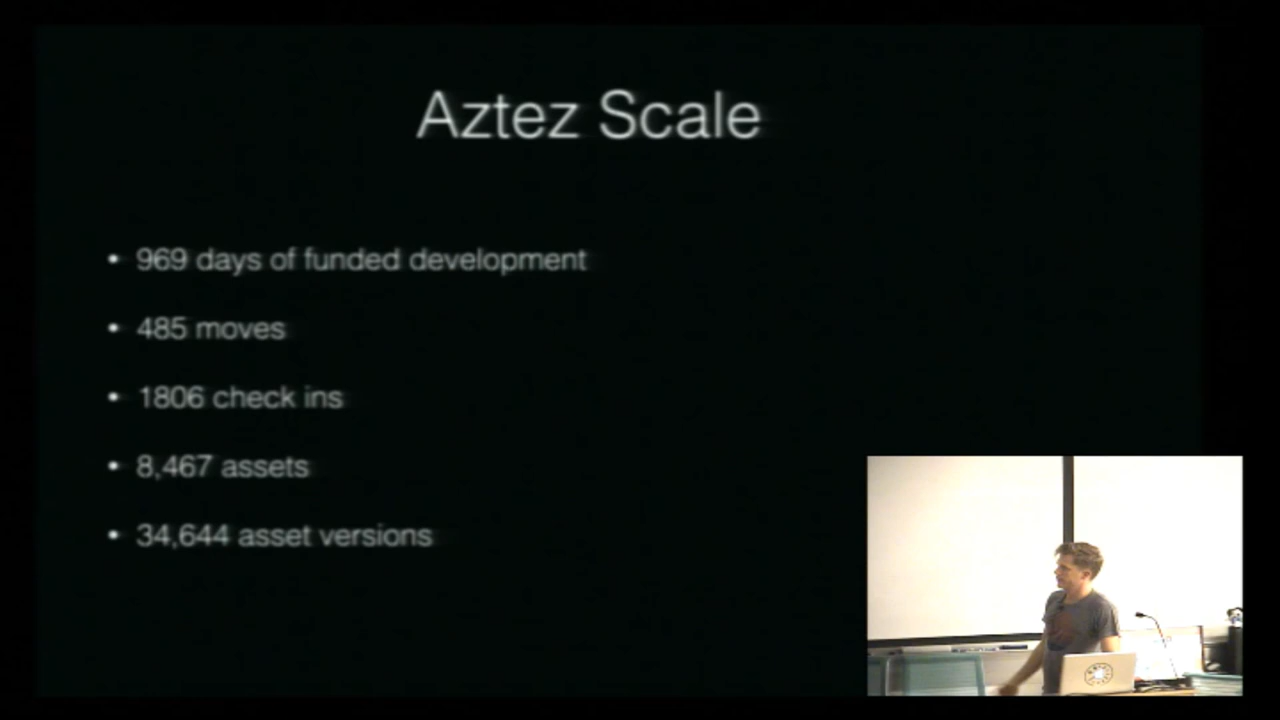 Aztez Scale
• 969 days of funded development
• 485 moves
• 1806 check ins
• 8,467 assets
• 34,644 asset versions